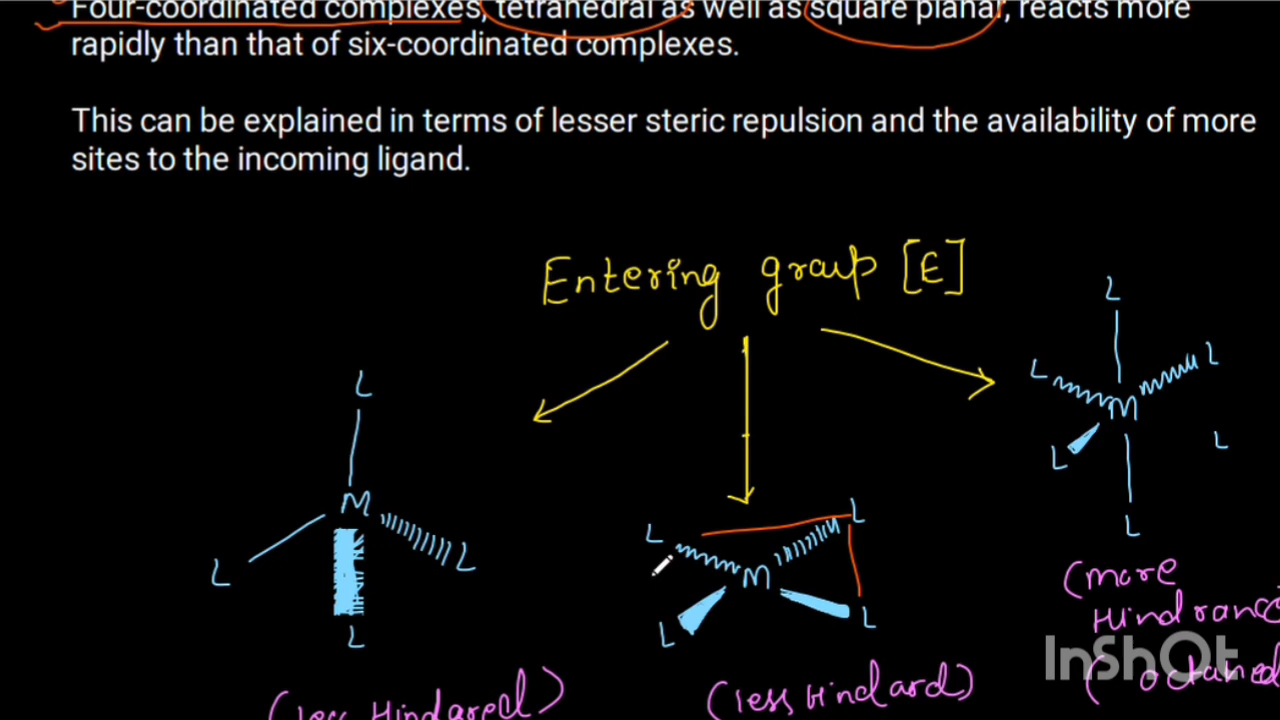 Four-coordinated complexes, tetrahedral as well as square planar, reacts more
rapidly than that of six-coordinated complexes.
This can be explained in terms of lesser steric repulsion and the availability of more
sites to the incoming ligand.
Entering group [E]
L
L
M
L
L
L
L
M
L
L
L
L
L
L
M
L
L
L
(less Hindared)
(less Hindard)
(more
Hindrance
(octahed
InShOt